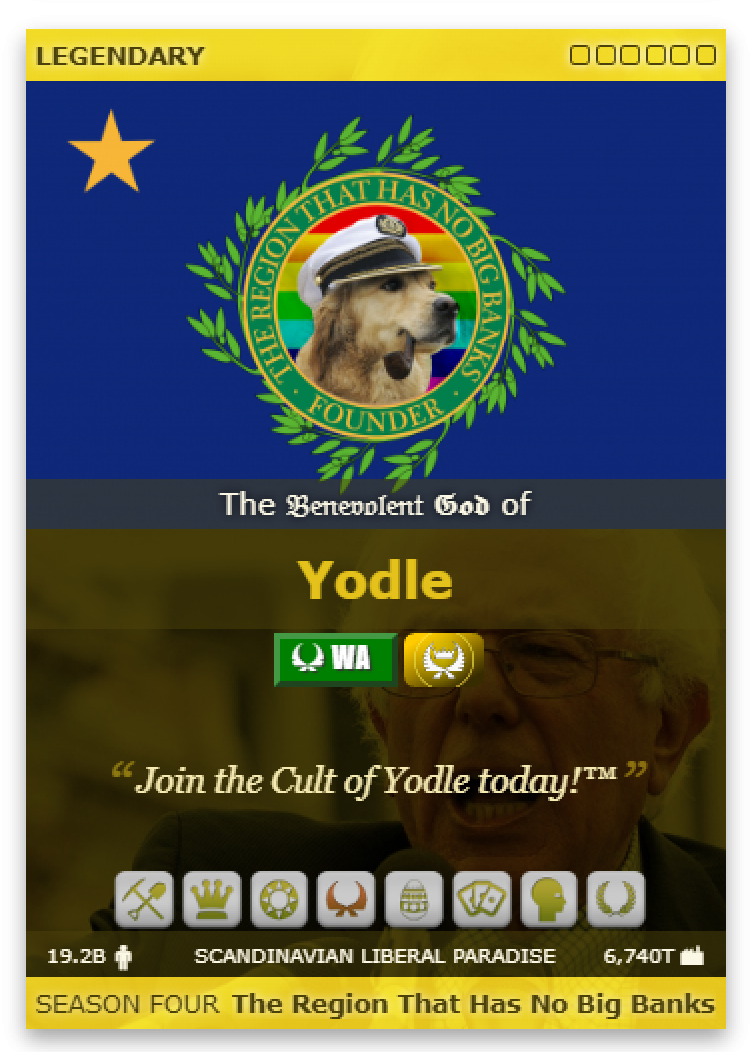 LEGENDARY
THE REGION THAT HAS NO BIG BANKS
· FOUNDER ·
The Benevolent God of
Yodle
WA
“Join the Cult of Yodle today!™”
19.2B SCANDINAVIAN LIBERAL PARADISE 6,740T
SEASON FOUR The Region That Has No Big Banks